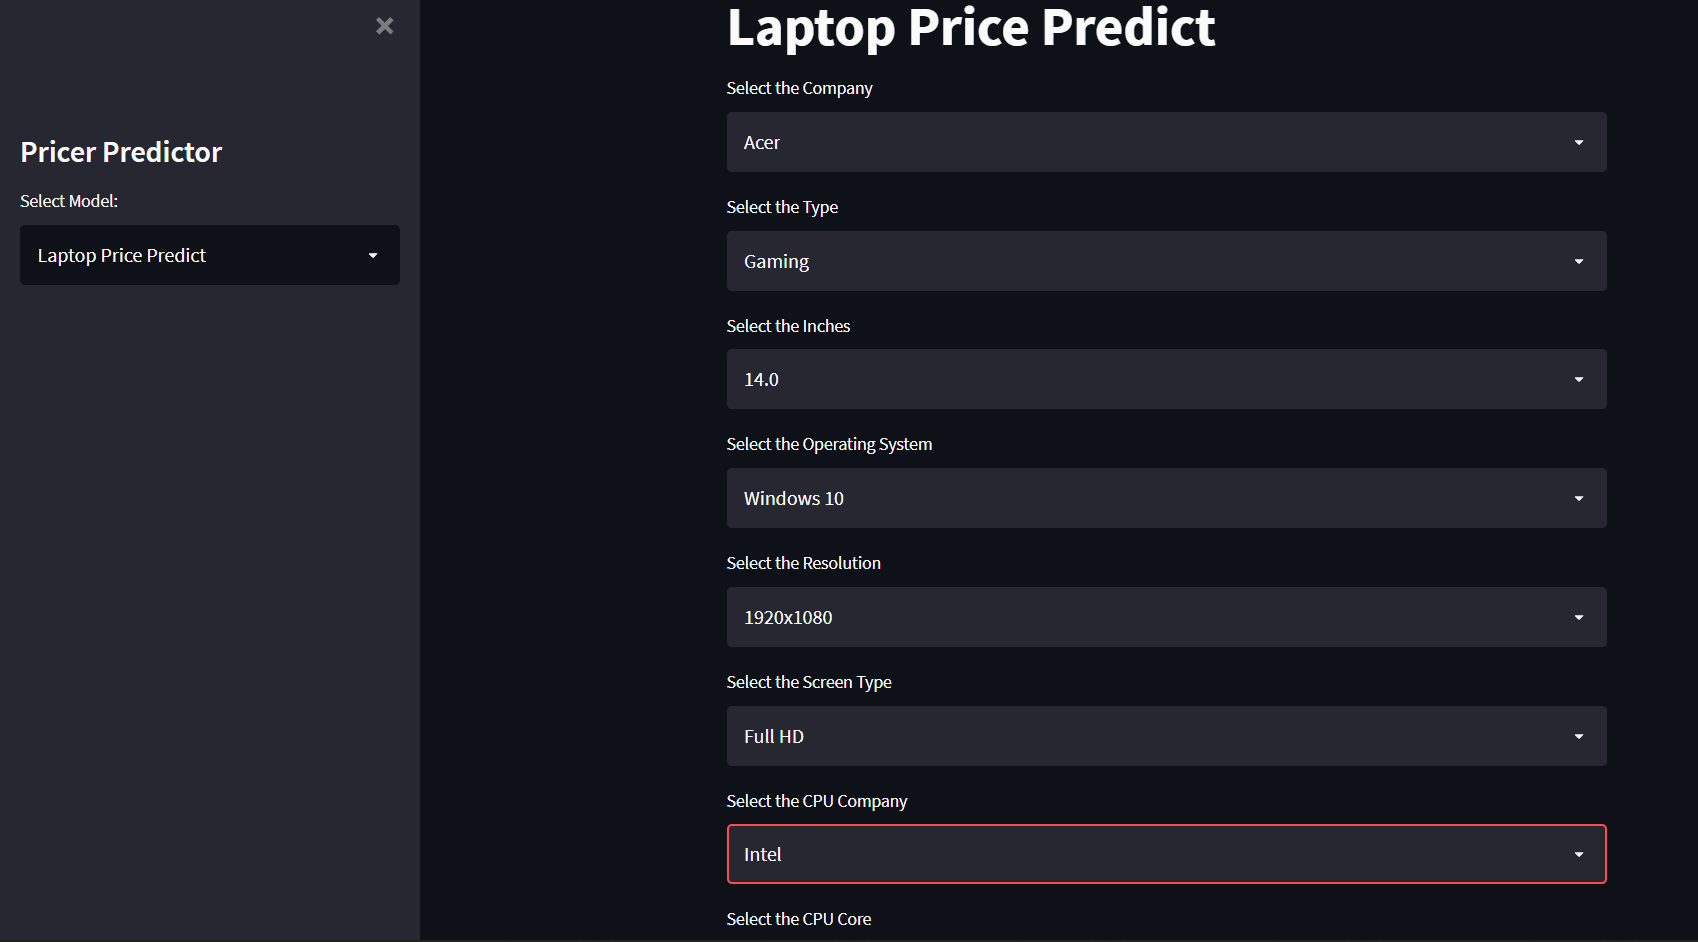 Pricer Predictor
Select Model:
Laptop Price Predict
Laptop Price Predict
Select the Company
Acer
Select the Type
Gaming
Select the Inches
14.0
Select the Operating System
Windows 10
Select the Resolution
1920x1080
Select the Screen Type
Full HD
Select the CPU Company
Intel
Select the CPU Core